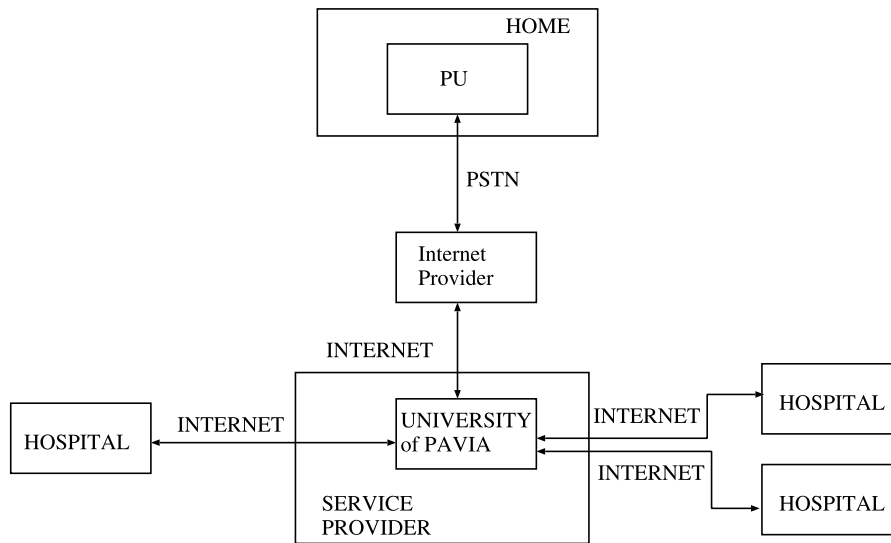 HOME
PU
PSTN
Internet
Provider
INTERNET
HOSPITAL
INTERNET
UNIVERSITY
of PAVIA
INTERNET
HOSPITAL
INTERNET
HOSPITAL
SERVICE
PROVIDER